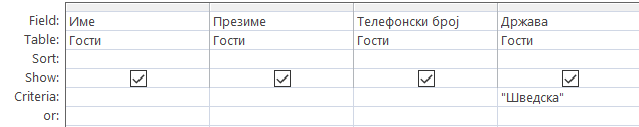 Field: Име Презиме Телефонски број Држава
Table: Гости Гости Гости Гости
Sort:
Show:
Criteria: "Шведска"
or: